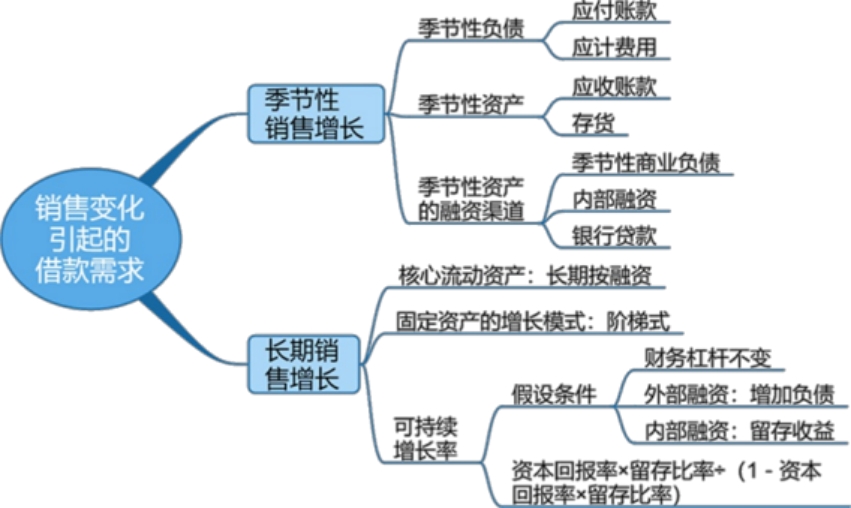 销售变化
引起的
借款需求
季节性
销售增长
季节性负债
应付账款
应计费用
季节性资产
应收账款
存货
季节性资产
的融资渠道
季节性商业负债
内部融资
银行贷款
长期销
售增长
核心流动资产：长期按融资
固定资产的增长模式：阶梯式
可持续
增长率
假设条件
财务杠杆不变
外部融资：增加负债
内部融资：留存收益
资本回报率×留存比率÷（1 - 资本
回报率×留存比率）